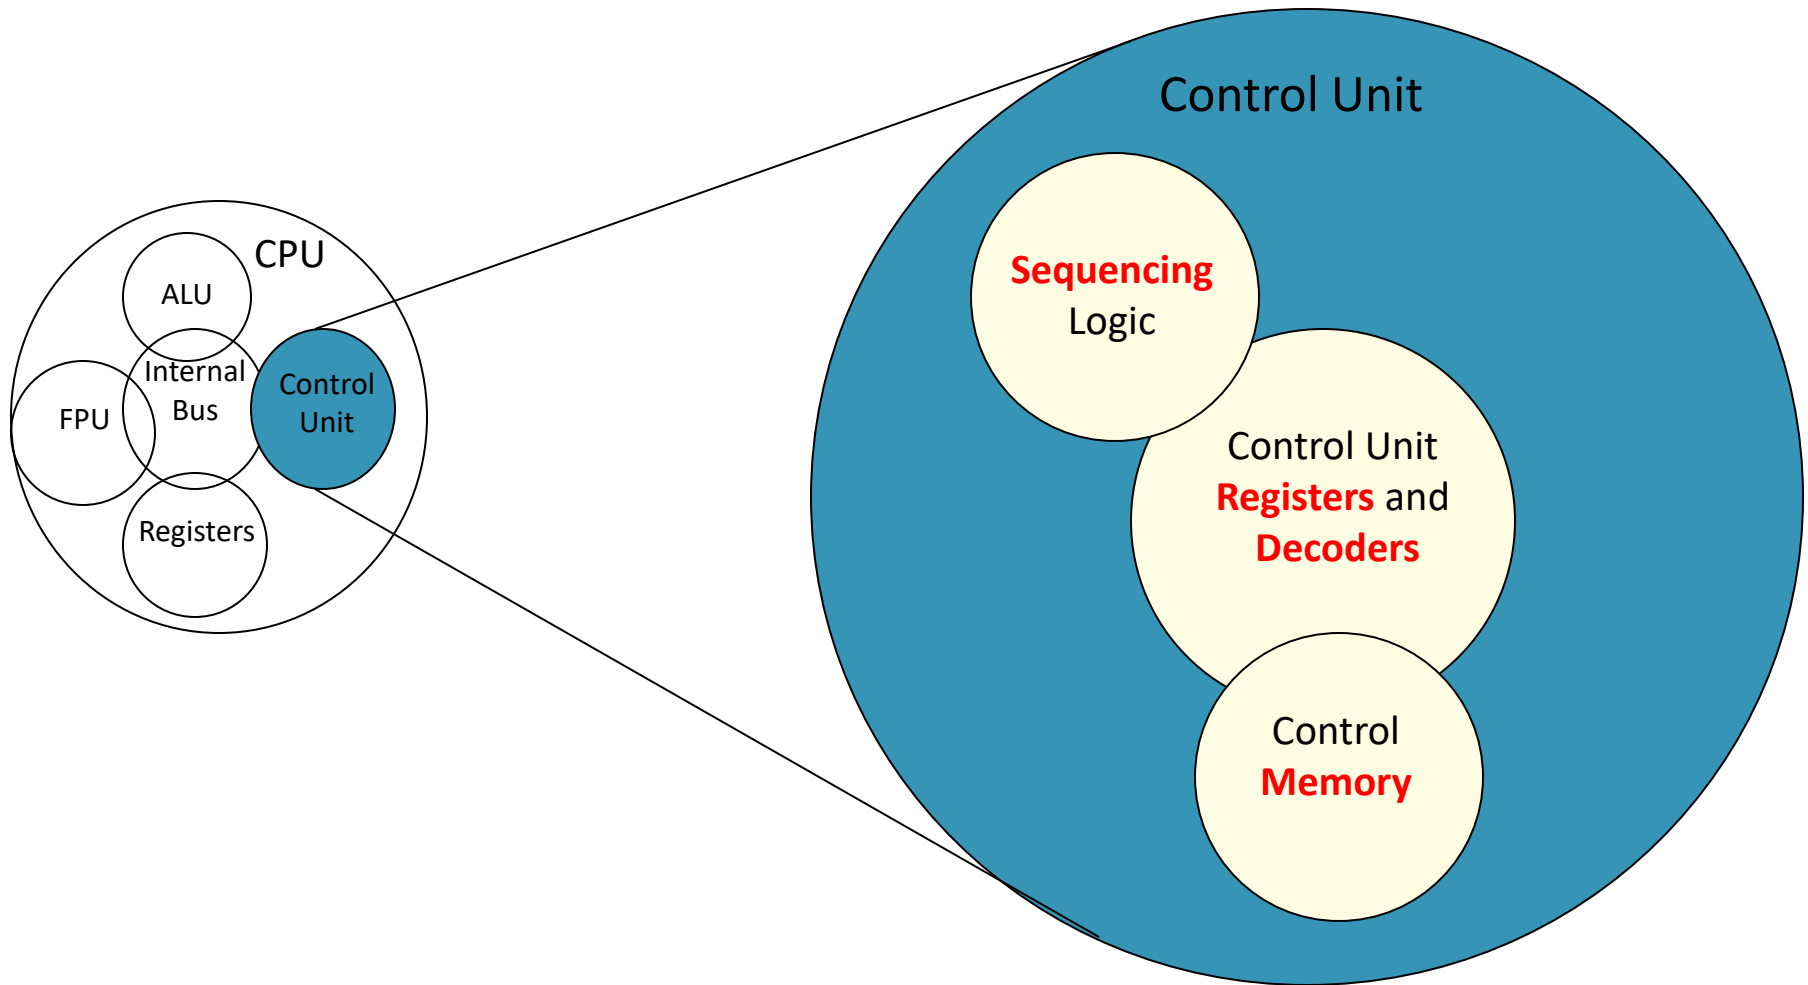 CPU
ALU
Internal
Bus
FPU
Control
Unit
Registers
Control Unit
Sequencing
Logic
Control Unit
Registers and
Decoders
Control
Memory